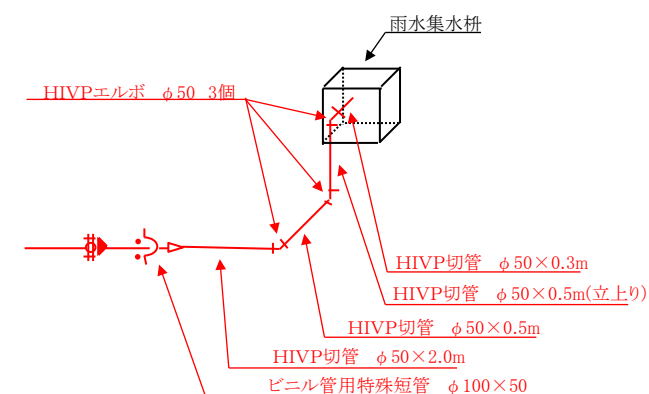 雨水集水枡
HIVPエルボ φ50 3個
HIVP切管 φ50×0.3m
HIVP切管 φ50×0.5m(立上り)
HIVP切管 φ50×0.5m
HIVP切管 φ50×2.0m
ビニル管用特殊短管 φ100×50